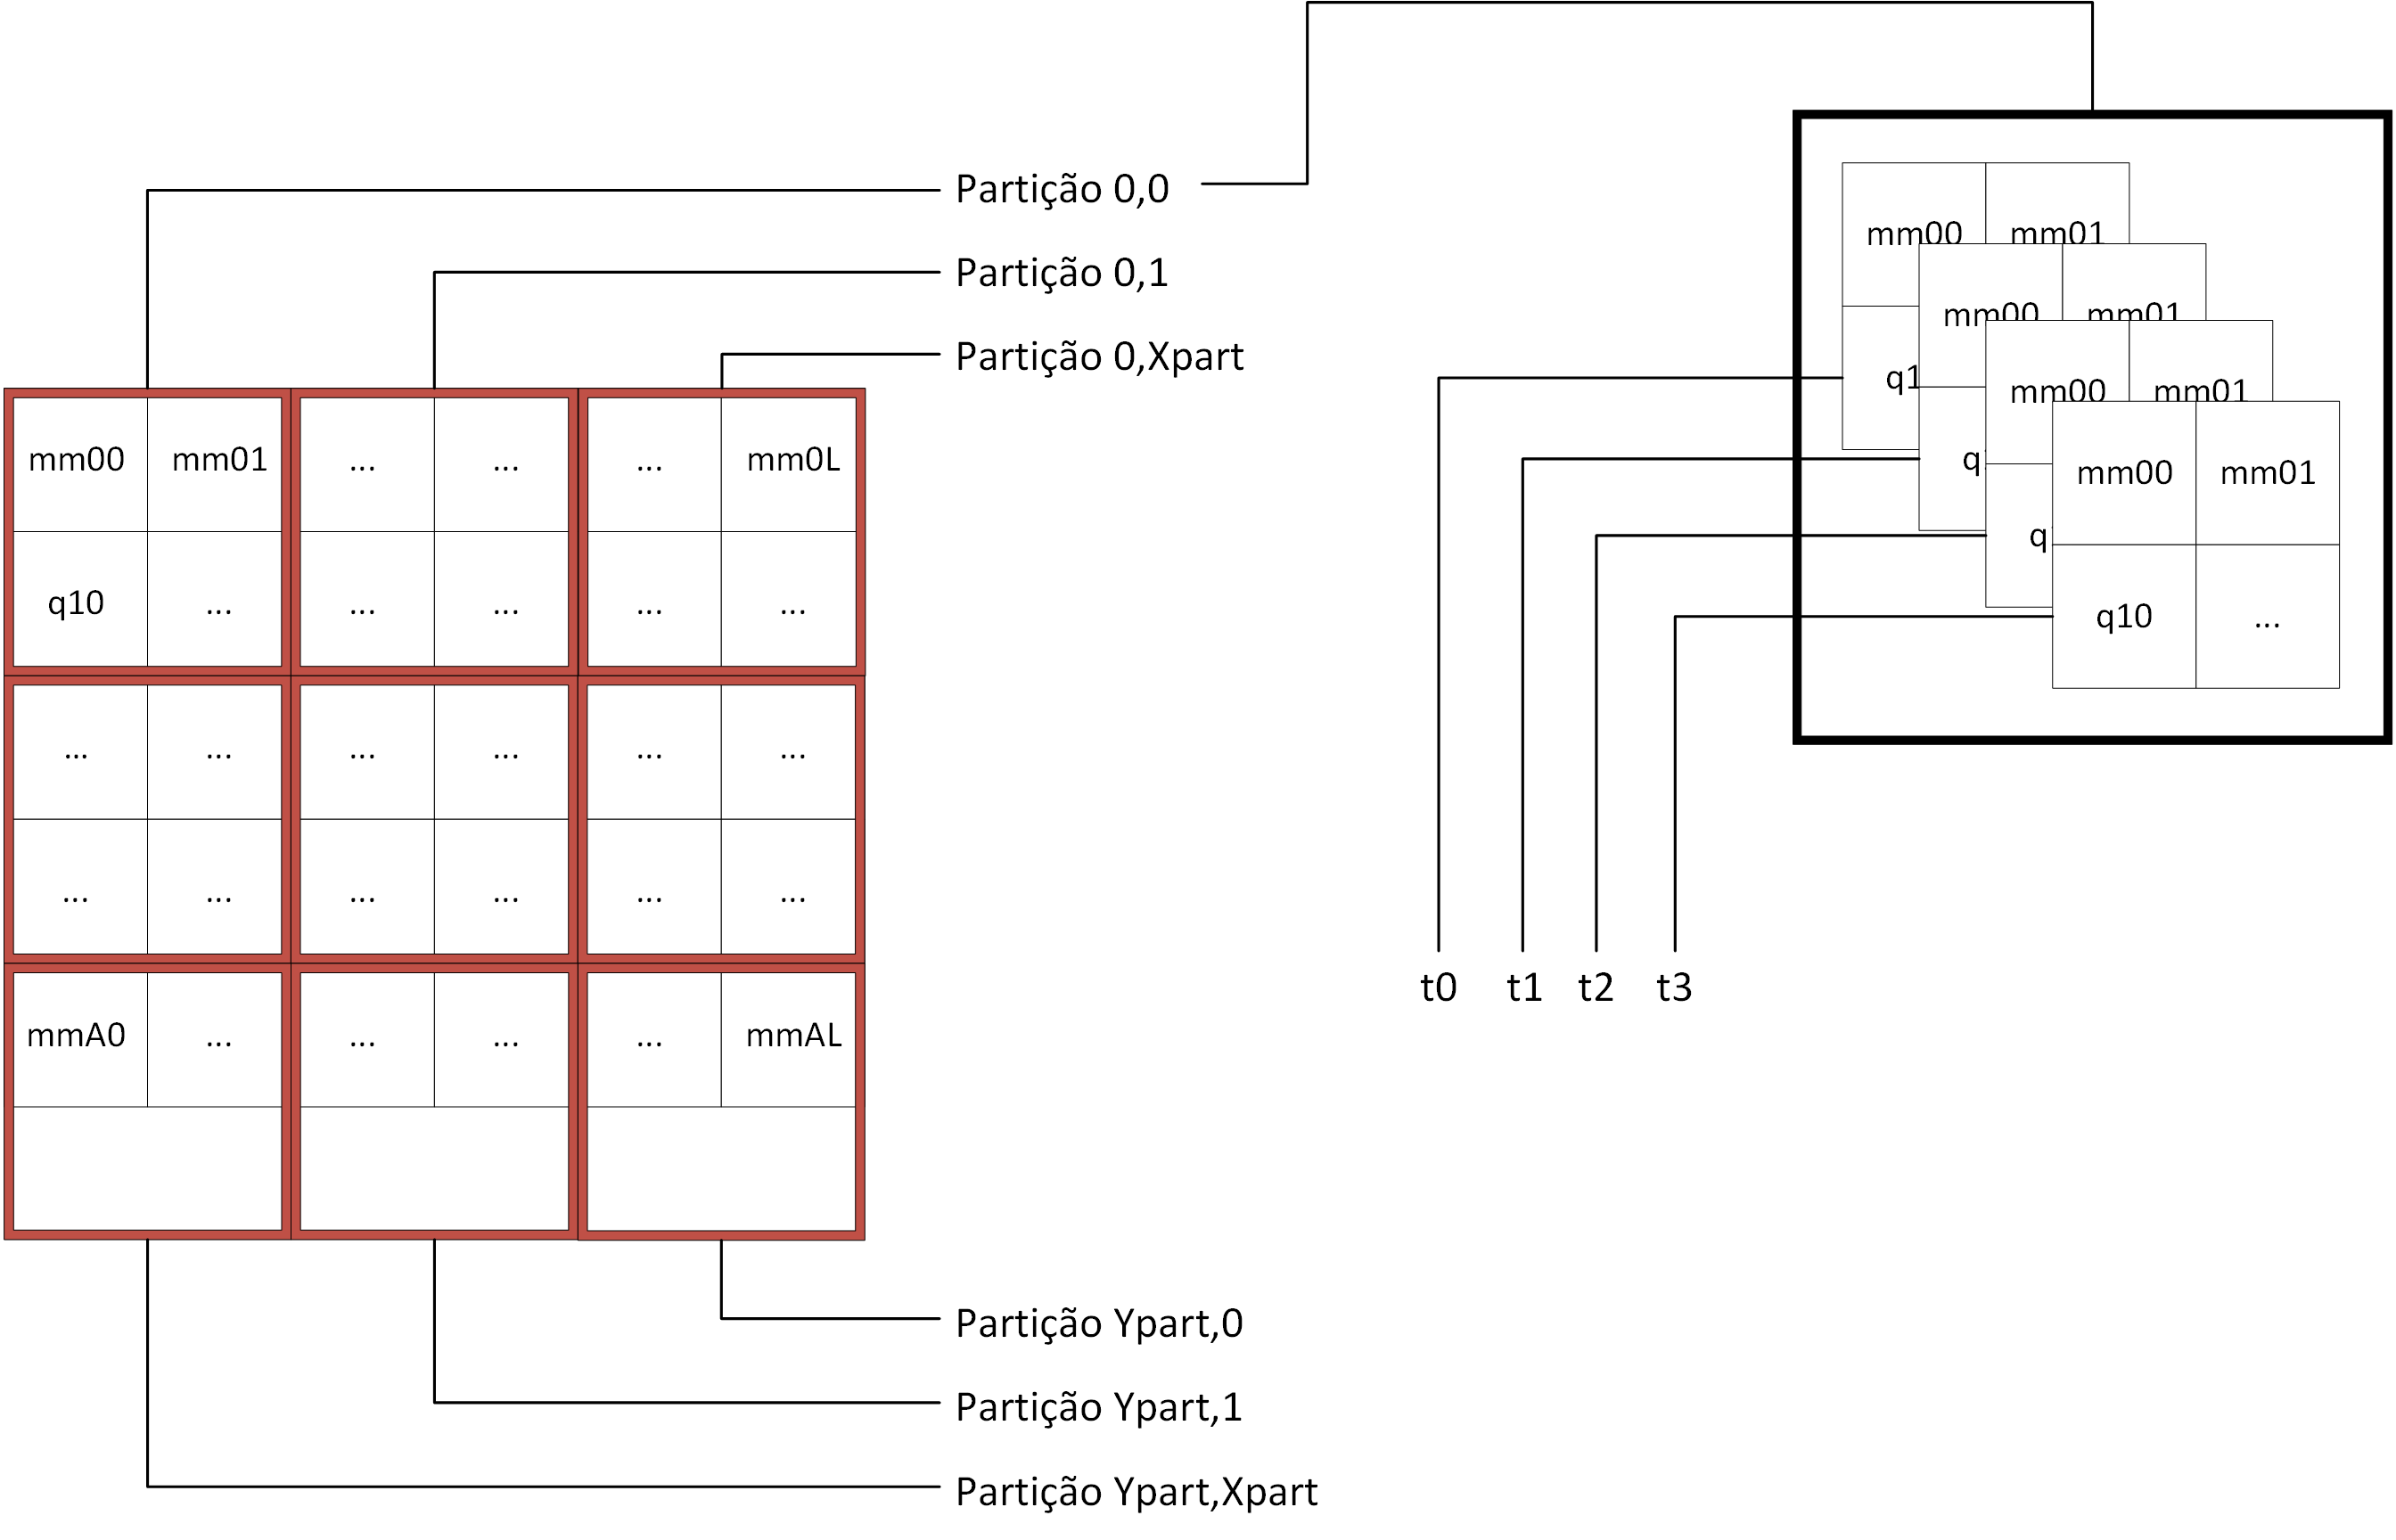 Partição 0,0
Partição 0,1
Partição 0,Xpart
mm00 mm01 ... ... ... mm0L
q10 ... ... ... ... ...
... ... ... ... ... ...
... ... ... ... ... ...
mmA0 ... ... ... ... mmAL
Partição Ypart,0
Partição Ypart,1
Partição Ypart,Xpart
mm00 mm01
q1
mm00 mm01
q
mm00 mm01
q
mm00 mm01
q10 ...
t0 t1 t2 t3